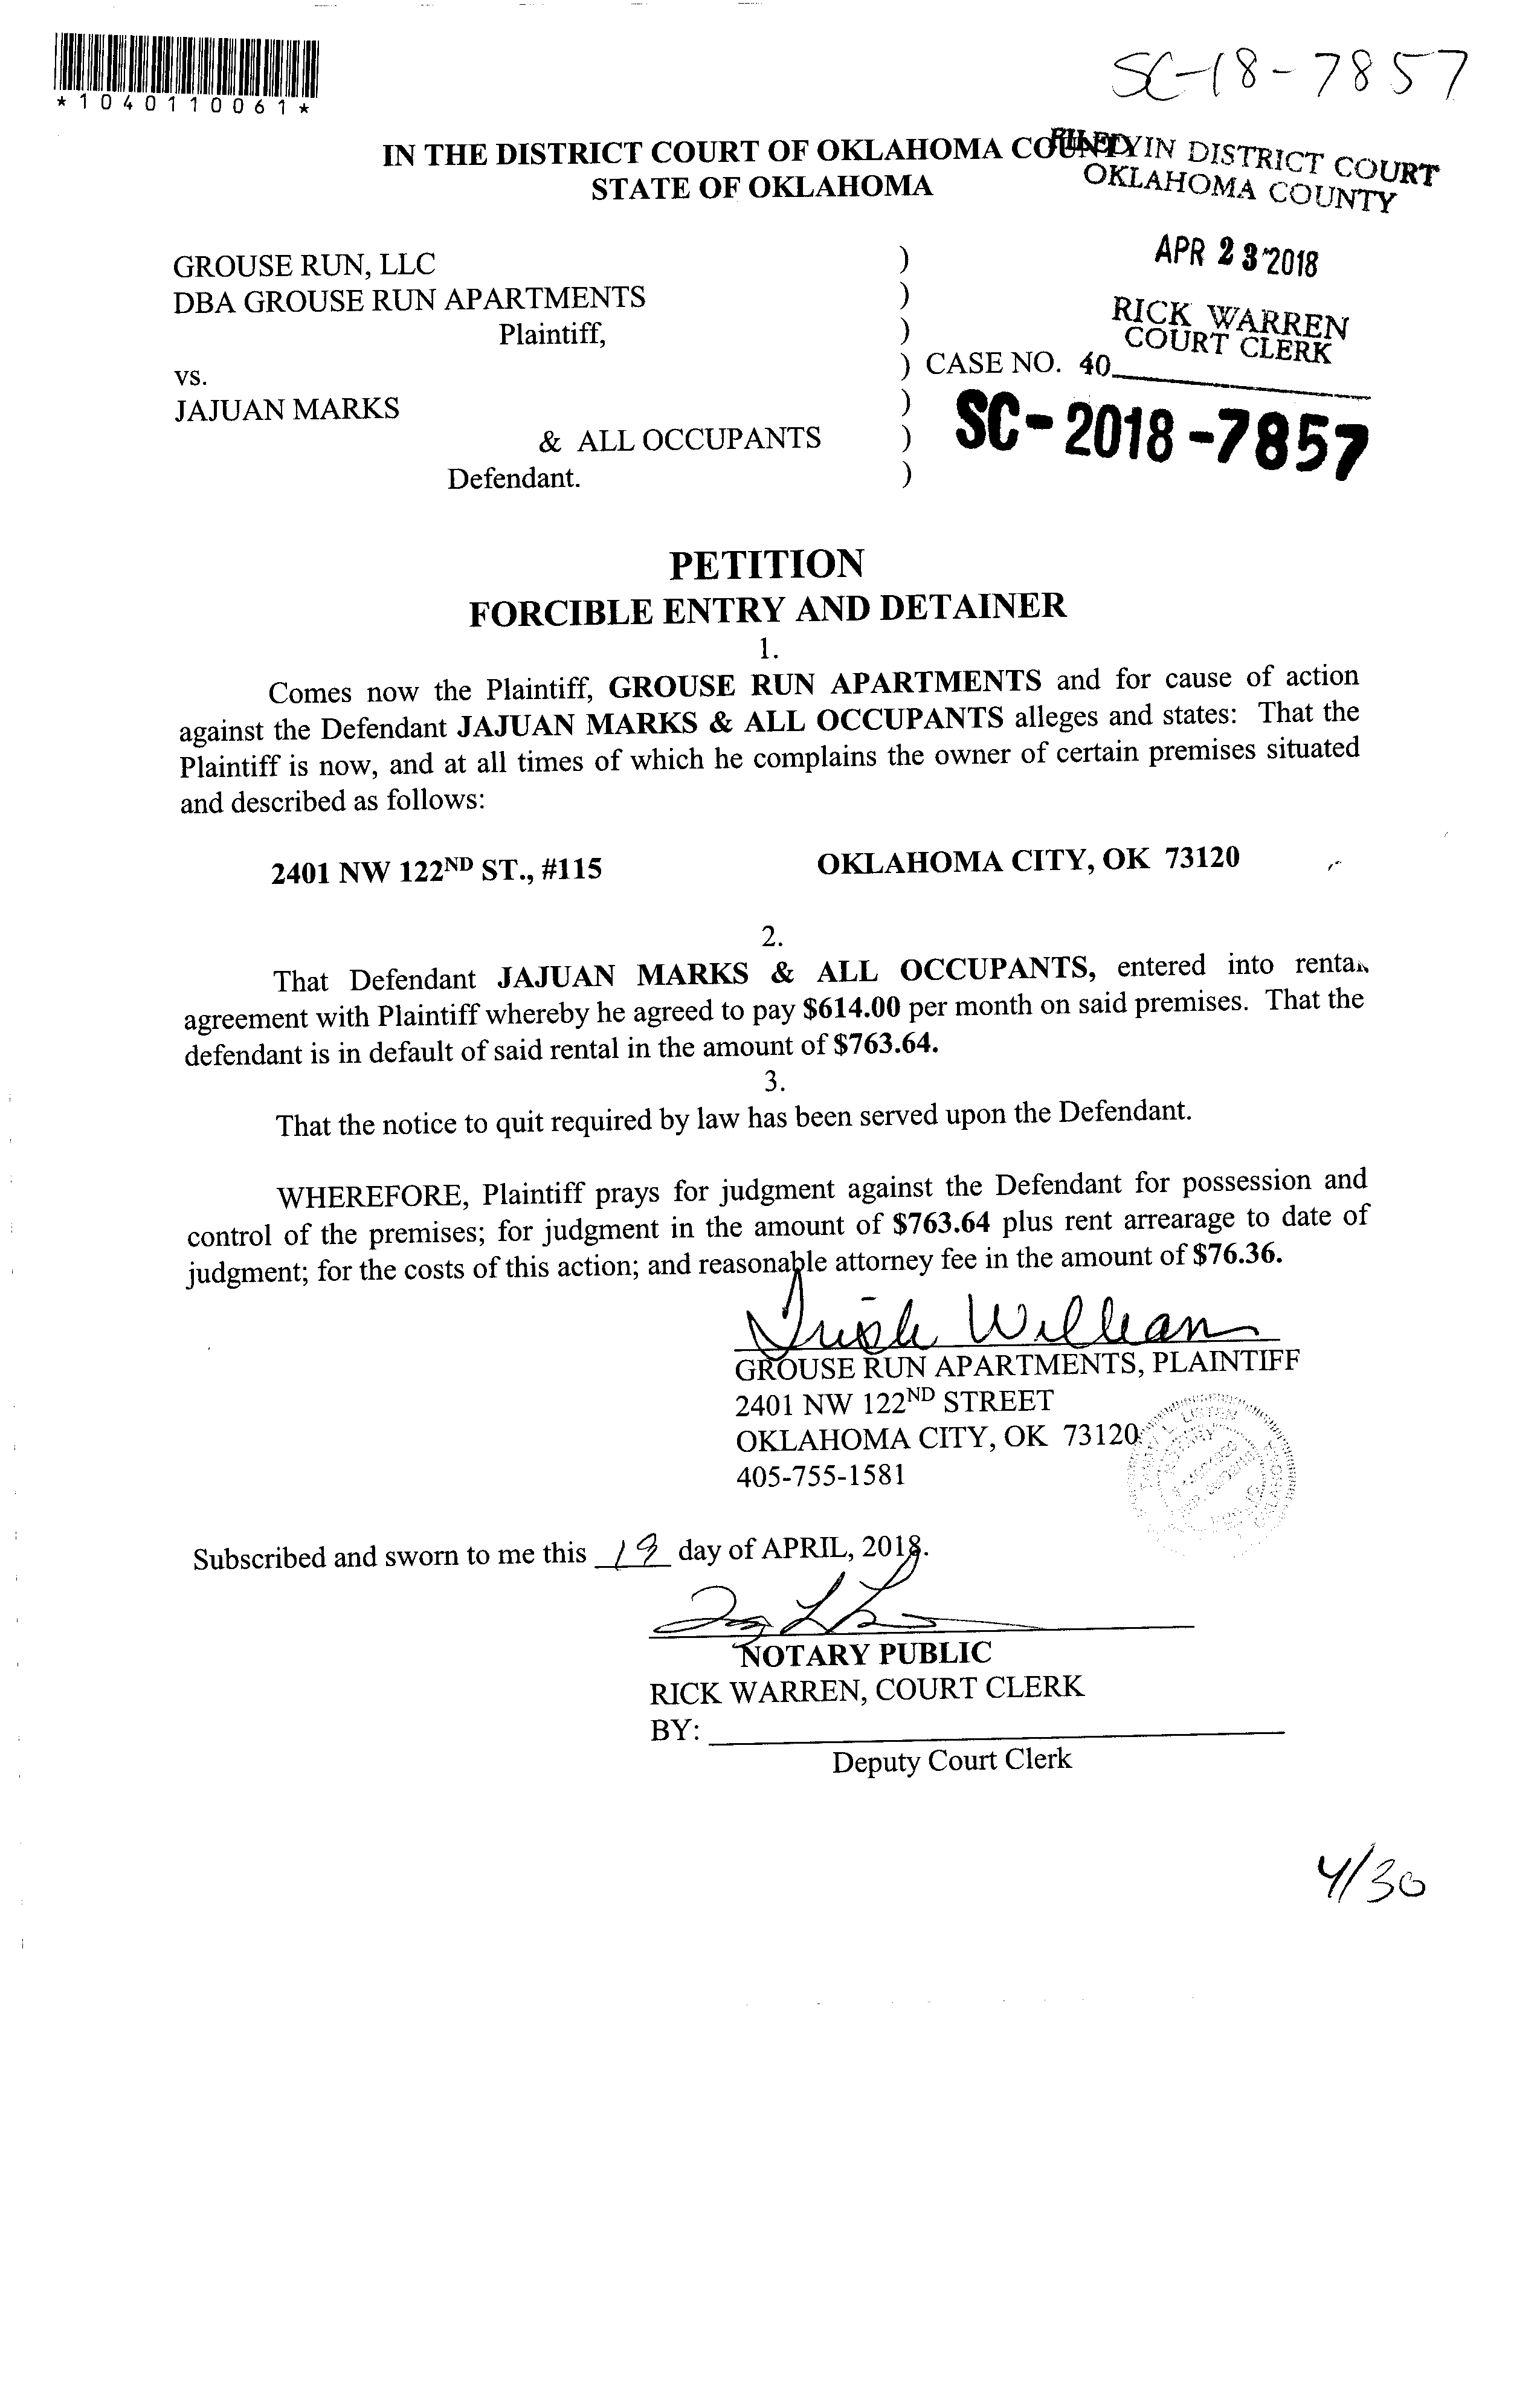 *1040110061*
SC-18-7857
IN THE DISTRICT COURT OF OKLAHOMA COUNTY
STATE OF OKLAHOMA
FILED IN DISTRICT COURT
OKLAHOMA COUNTY
APR 23 2018
RICK WARREN
COURT CLERK
GROUSE RUN, LLC )
DBA GROUSE RUN APARTMENTS )
Plaintiff, )
vs. ) CASE NO. 40
JAJUAN MARKS )
SC-2018-7857
& ALL OCCUPANTS )
Defendant. )
PETITION
FORCIBLE ENTRY AND DETAINER
1.
Comes now the Plaintiff, GROUSE RUN APARTMENTS and for cause of action
against the Defendant JAJUAN MARKS & ALL OCCUPANTS alleges and states: That the
Plaintiff is now, and at all times of which he complains the owner of certain premises situated
and described as follows:
2401 NW 122ND ST., #115 OKLAHOMA CITY, OK 73120
2.
That Defendant JAJUAN MARKS & ALL OCCUPANTS, entered into rental
agreement with Plaintiff whereby he agreed to pay $614.00 per month on said premises. That the
defendant is in default of said rental in the amount of $763.64.
3.
That the notice to quit required by law has been served upon the Defendant.
WHEREFORE, Plaintiff prays for judgment against the Defendant for possession and
control of the premises; for judgment in the amount of $763.64 plus rent arrearage to date of
judgment; for the costs of this action; and reasonable attorney fee in the amount of $76.36.
Trish William
GROUSE RUN APARTMENTS, PLAINTIFF
2401 NW 122ND STREET
OKLAHOMA CITY, OK 73120
405-755-1581
Subscribed and sworn to me this 19 day of APRIL, 2018.
NOTARY PUBLIC
RICK WARREN, COURT CLERK
BY:
Deputy Court Clerk
4/30